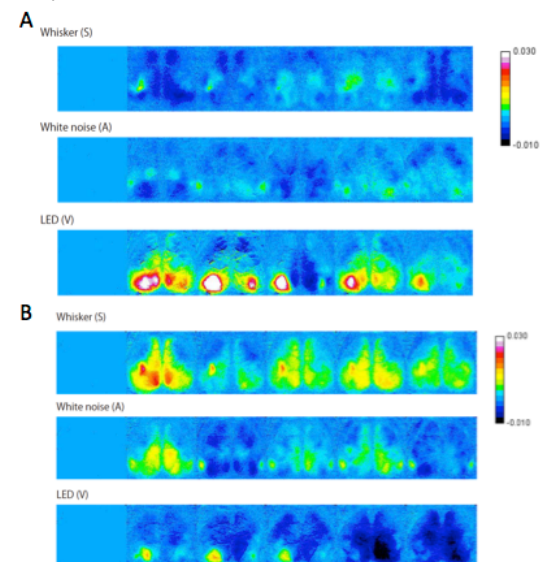 A
Whisker (S)
0.030
-0.010
White noise (A)
LED (V)
B
Whisker (S)
0.030
-0.010
White noise (A)
LED (V)